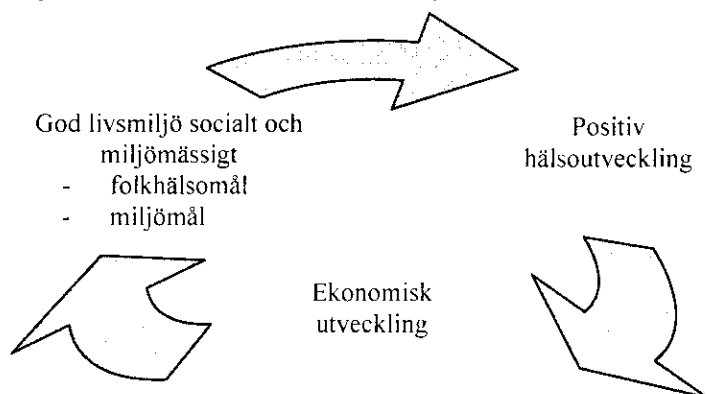 God livsmiljö socialt och
miljömässigt
- folkhälsomål
- miljömål
Positiv
hälsoutveckling
Ekonomisk
utveckling